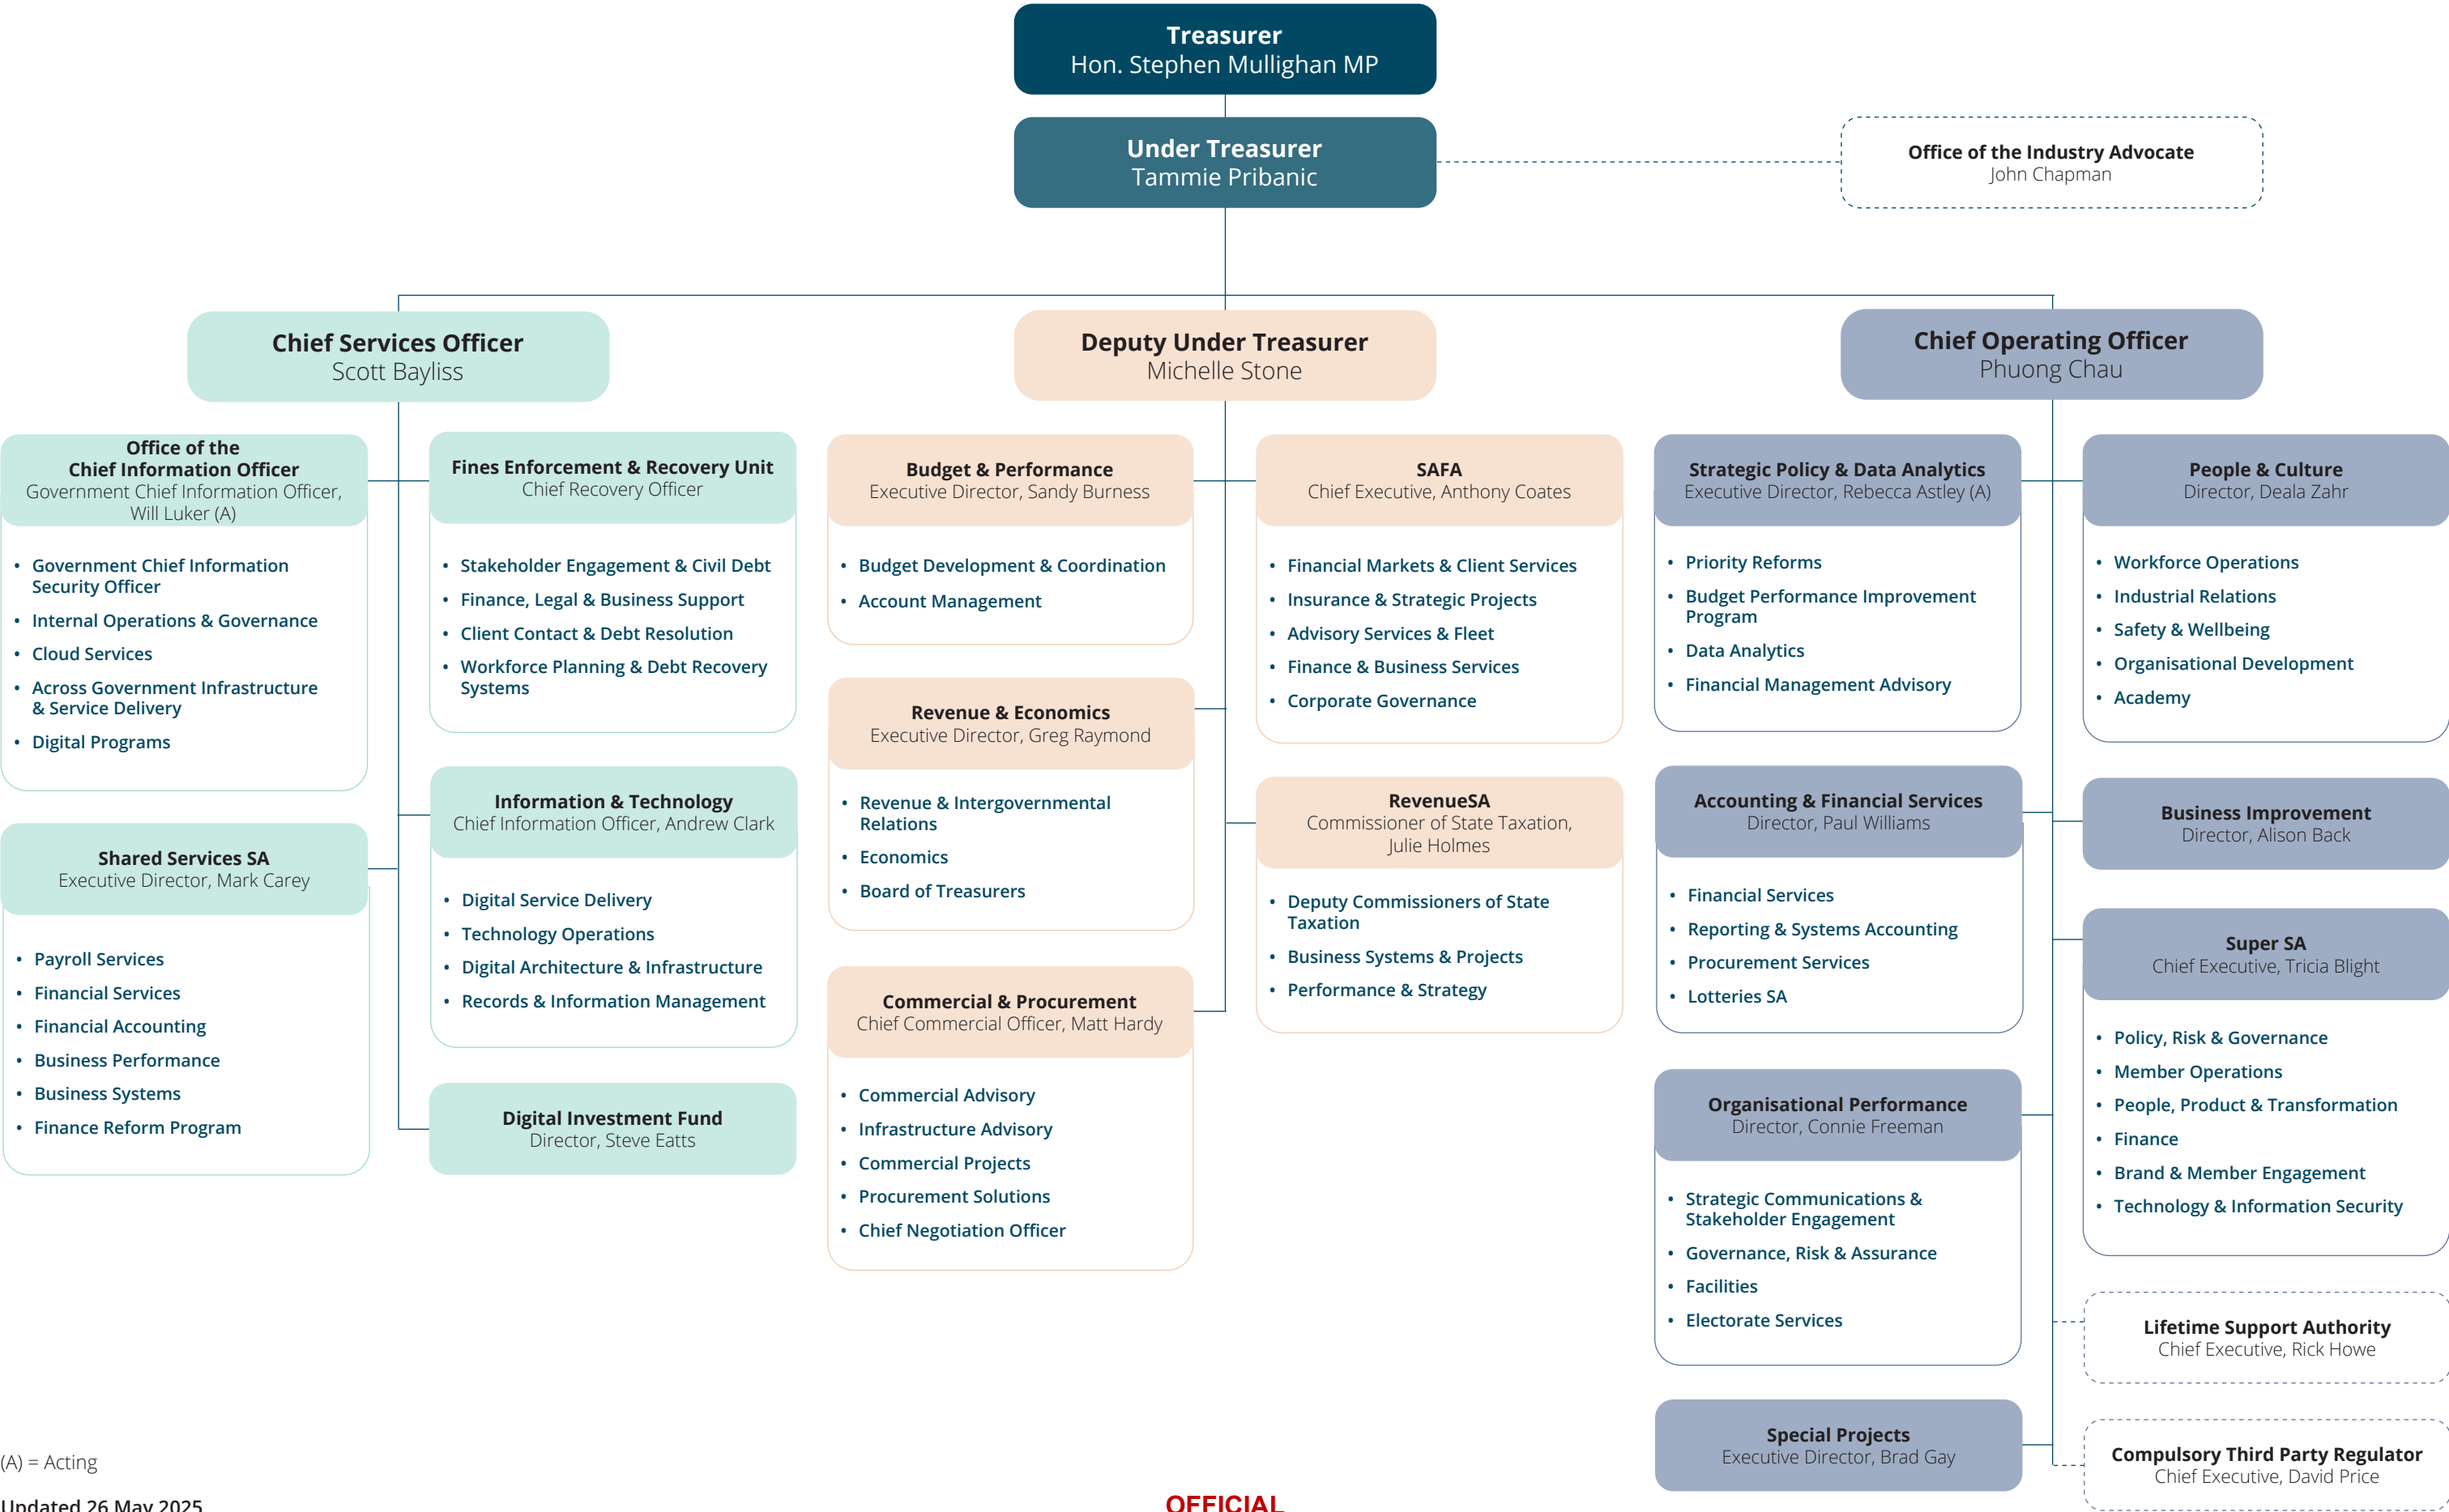 Treasurer
Hon. Stephen Mullighan MP
Under Treasurer
Tammie Pribanic
Office of the Industry Advocate
John Chapman
Chief Services Officer
Scott Bayliss
Deputy Under Treasurer
Michelle Stone
Chief Operating Officer
Phuong Chau
Office of the
Chief Information Officer
Government Chief Information Officer,
Will Luker (A)
• Government Chief Information
Security Officer
• Internal Operations & Governance
• Cloud Services
• Across Government Infrastructure
& Service Delivery
• Digital Programs
Shared Services SA
Executive Director, Mark Carey
• Payroll Services
• Financial Services
• Financial Accounting
• Business Performance
• Business Systems
• Finance Reform Program
Fines Enforcement & Recovery Unit
Chief Recovery Officer
• Stakeholder Engagement & Civil Debt
• Finance, Legal & Business Support
• Client Contact & Debt Resolution
• Workforce Planning & Debt Recovery
Systems
Information & Technology
Chief Information Officer, Andrew Clark
• Digital Service Delivery
• Technology Operations
• Digital Architecture & Infrastructure
• Records & Information Management
Digital Investment Fund
Director, Steve Eatts
Budget & Performance
Executive Director, Sandy Burness
• Budget Development & Coordination
• Account Management
Revenue & Economics
Executive Director, Greg Raymond
• Revenue & Intergovernmental
Relations
• Economics
• Board of Treasurers
Commercial & Procurement
Chief Commercial Officer, Matt Hardy
• Commercial Advisory
• Infrastructure Advisory
• Commercial Projects
• Procurement Solutions
• Chief Negotiation Officer
SAFA
Chief Executive, Anthony Coates
• Financial Markets & Client Services
• Insurance & Strategic Projects
• Advisory Services & Fleet
• Finance & Business Services
• Corporate Governance
RevenueSA
Commissioner of State Taxation,
Julie Holmes
• Deputy Commissioners of State
Taxation
• Business Systems & Projects
• Performance & Strategy
Strategic Policy & Data Analytics
Executive Director, Rebecca Astley (A)
• Priority Reforms
• Budget Performance Improvement
Program
• Data Analytics
• Financial Management Advisory
Accounting & Financial Services
Director, Paul Williams
• Financial Services
• Reporting & Systems Accounting
• Procurement Services
• Lotteries SA
Organisational Performance
Director, Connie Freeman
• Strategic Communications &
Stakeholder Engagement
• Governance, Risk & Assurance
• Facilities
• Electorate Services
Special Projects
Executive Director, Brad Gay
People & Culture
Director, Deala Zahr
• Workforce Operations
• Industrial Relations
• Safety & Wellbeing
• Organisational Development
• Academy
Business Improvement
Director, Alison Back
Super SA
Chief Executive, Tricia Blight
• Policy, Risk & Governance
• Member Operations
• People, Product & Transformation
• Finance
• Brand & Member Engagement
• Technology & Information Security
Lifetime Support Authority
Chief Executive, Rick Howe
Compulsory Third Party Regulator
Chief Executive, David Price
(A) = Acting
Updated 26 May 2025
OFFICIAL